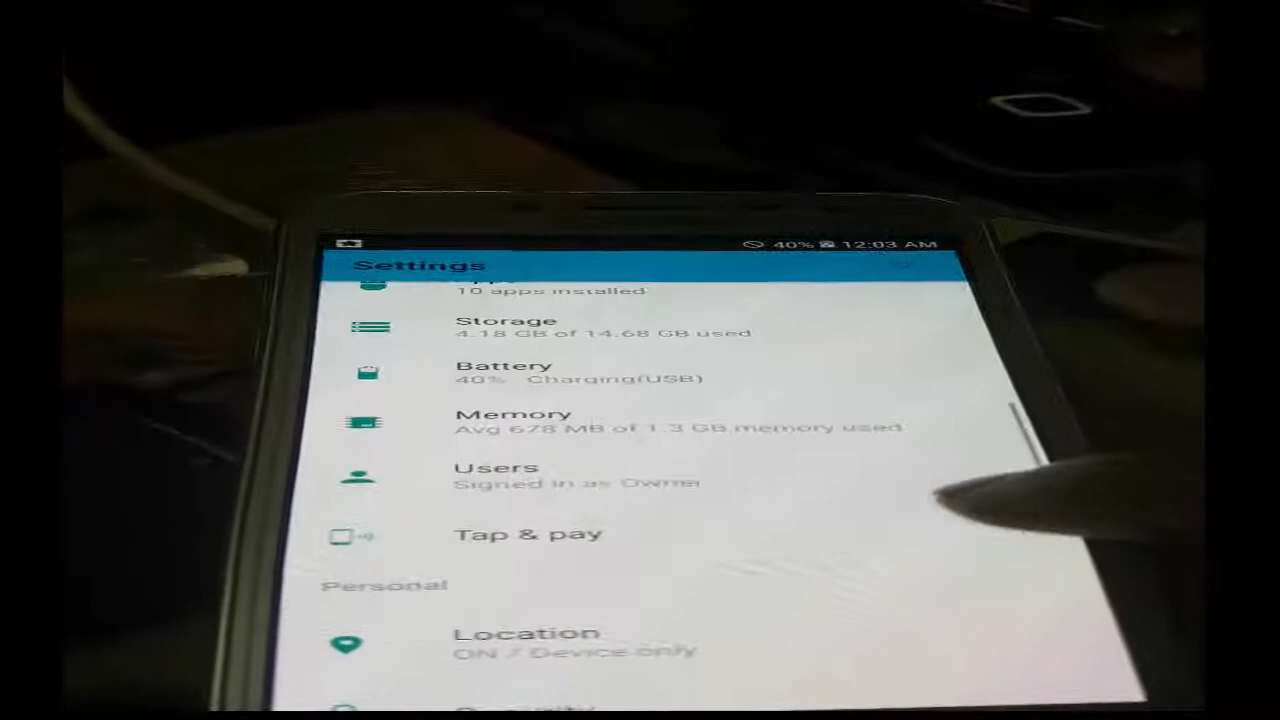 40% 12:03 AM
Settings
10 apps installed
Storage
4.18 GB of 14.68 GB used
Battery
40% Charging(USB)
Memory
Avg 678 MB of 1.3 GB memory used
Users
Signed in as Owner
Tap & pay
Personal
Location
ON / Device only